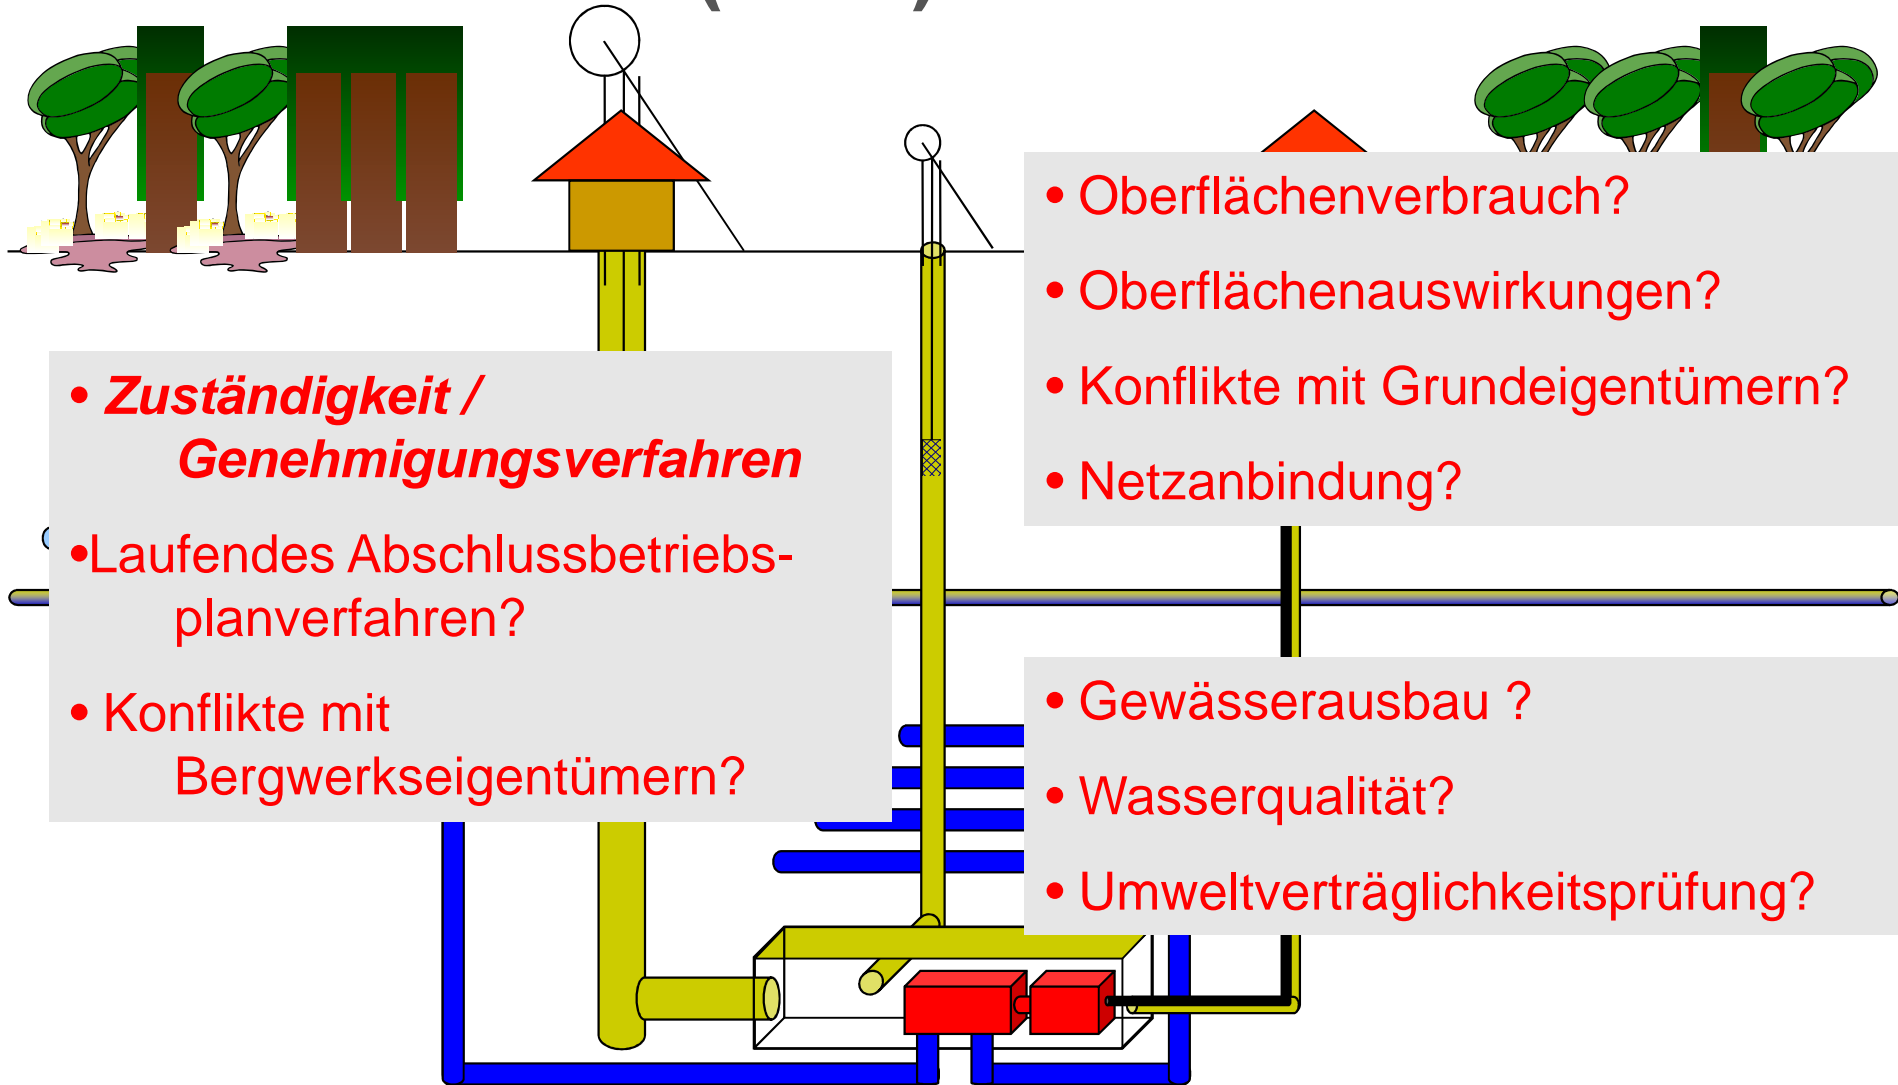 • Zuständigkeit /
Genehmigungsverfahren
•Laufendes Abschlussbetriebs-
planverfahren?
• Konflikte mit
Bergwerkseigentümern?
• Oberflächenverbrauch?
• Oberflächenauswirkungen?
• Konflikte mit Grundeigentümern?
• Netzanbindung?
• Gewässerausbau ?
• Wasserqualität?
• Umweltverträglichkeitsprüfung?